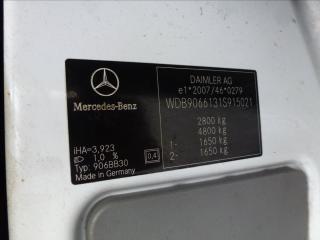 DAIMLER AG
e1*2007/46*0279
WDB9066131S915021
2800 kg
4800 kg
1- 1650 kg
2- 1650 kg
Mercedes-Benz
iHA=3,923
1,0 %
0,4
Typ: 906BB30
Made in Germany